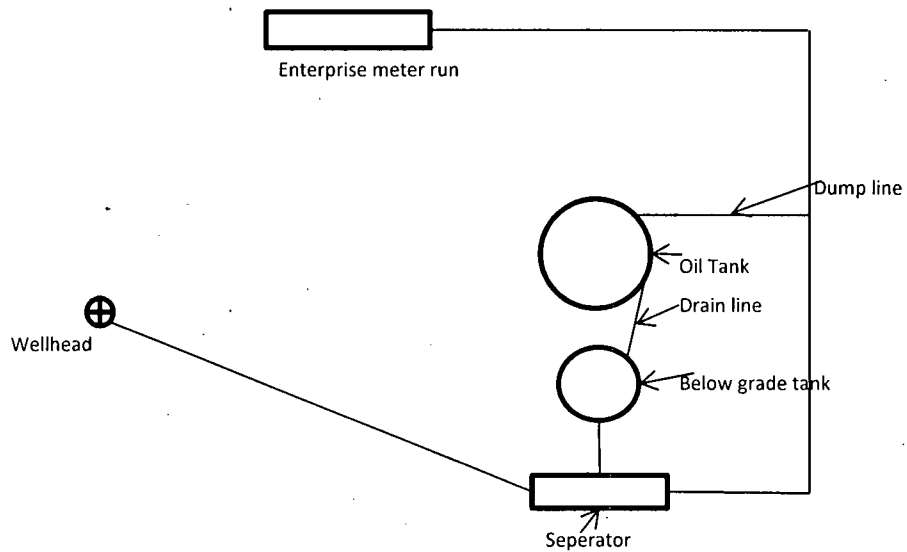 Enterprise meter run
Dump line
Oil Tank
Drain line
Wellhead
Below grade tank
Seperator